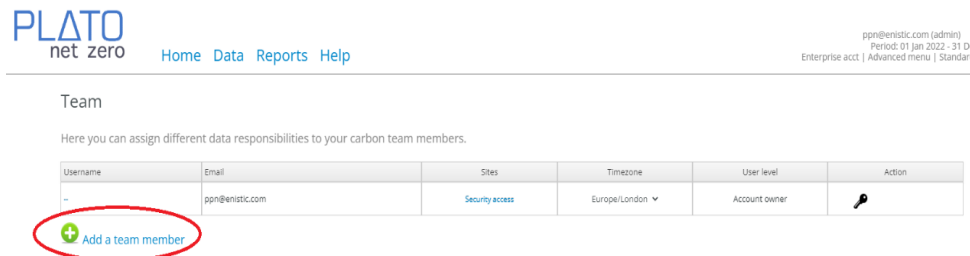 PLATO
net zero
Home Data Reports Help
ppn@enistic.com (admin)
Period: 01 Jan 2022 - 31 D
Enterprise acct | Advanced menu | Standar
Team
Here you can assign different data responsibilities to your carbon team members.
Username Email Sites Timezone User level Action
-- ppn@enistic.com Security access Europe/London Account owner
Add a team member